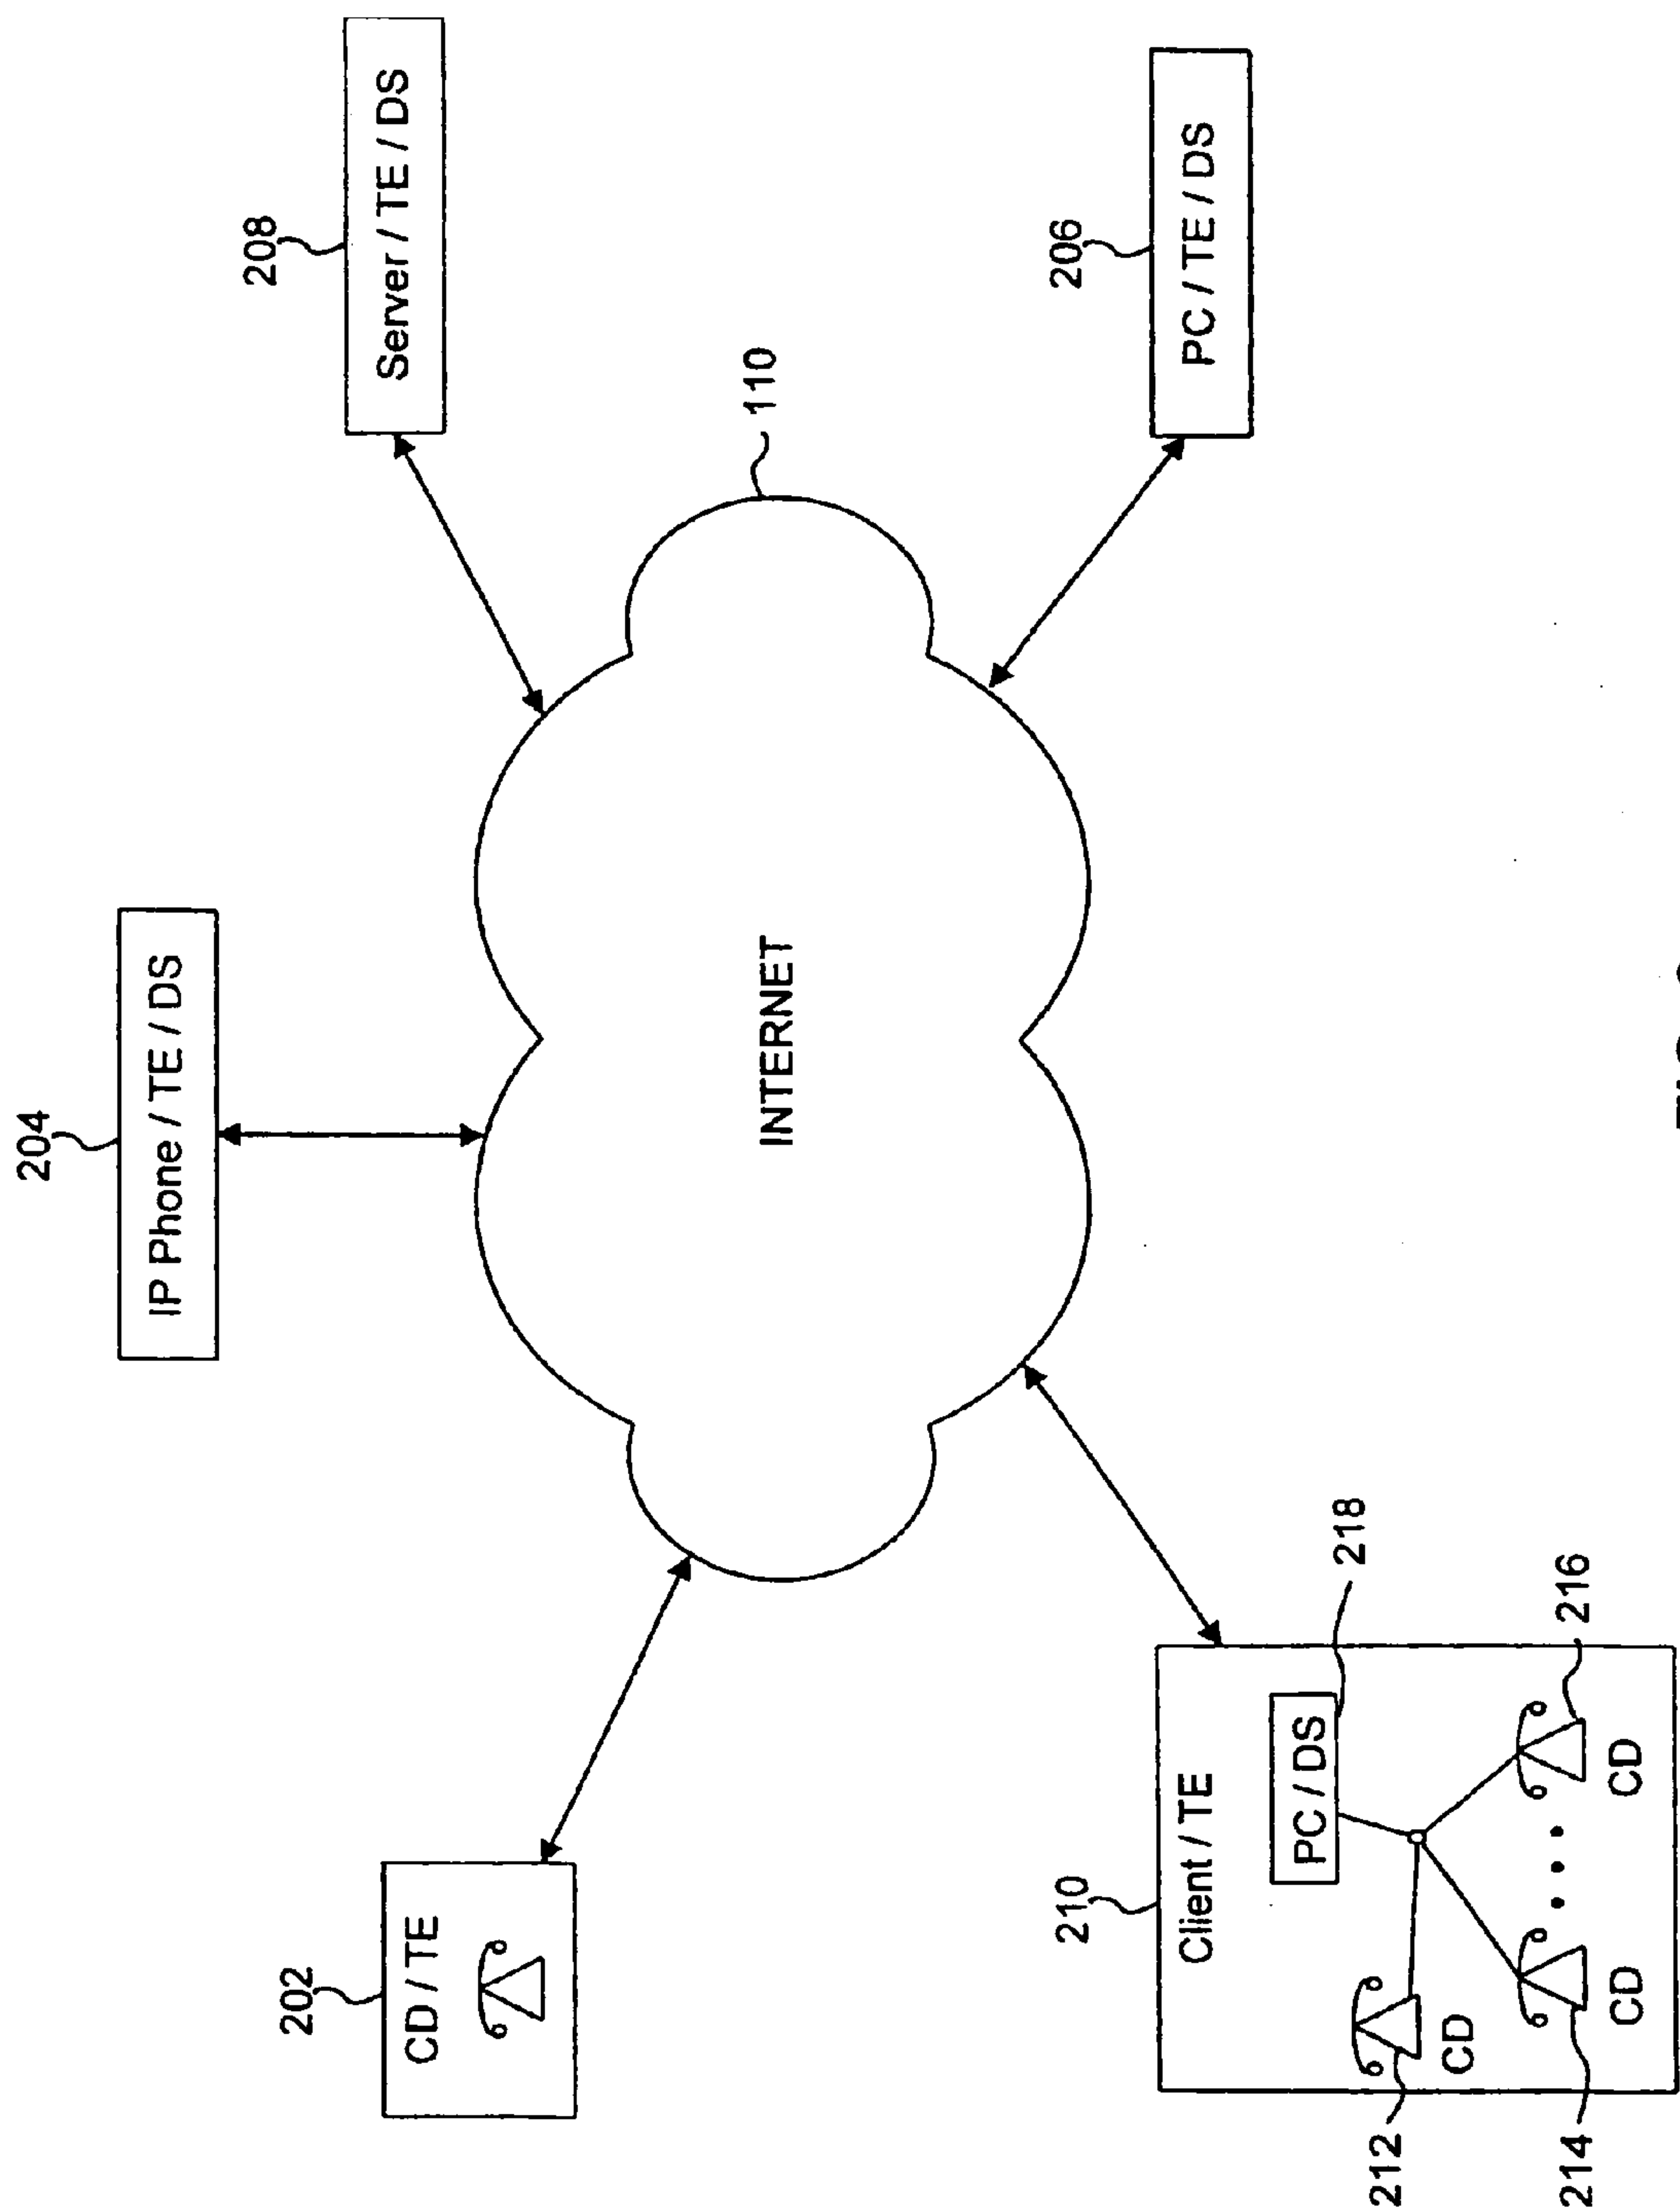 204
IP Phone / TE / DS
208
Server / TE / DS
202
CD / TE
INTERNET
110
210
Client / TE
PC / DS
218
212
CD
214
CD
216
CD
206
PC / TE / DS